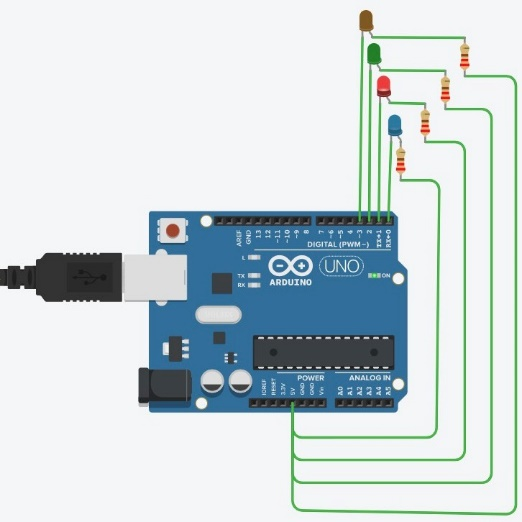 AREF
GND
13
12
~11
~10
~9
8
7
~6
~5
4
~3
2
TX→1
RX←0
DIGITAL (PWM~)
L
TX
RX
ARDUINO
UNO
ON
POWER
ANALOG IN
IOREF
RESET
3.3V
5V
GND
GND
Vin
A0
A1
A2
A3
A4
A5